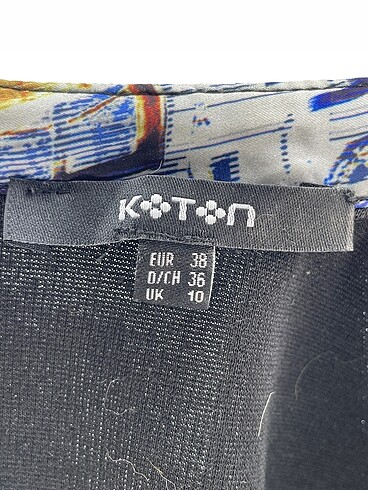 KOTON
EUR 38
D/CH 36
UK 10